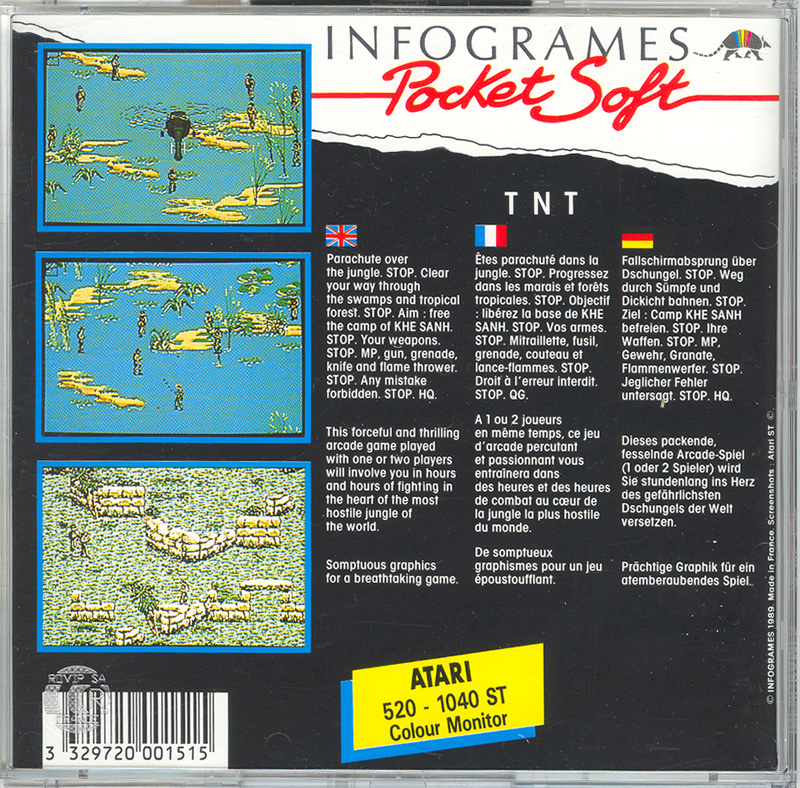 INFOGRAMES
Pocket Soft
TNT
Parachute over
the jungle. STOP. Clear
your way through
the swamps and tropical
forest. STOP. Aim : free
the camp of KHE SANH.
STOP. Your weapons.
STOP. MP, gun, grenade,
knife and flame thrower.
STOP. Any mistake
forbidden. STOP. HQ.
This forceful and thrilling
arcade game played
with one or two players
will involve you in hours
and hours of fighting in
the heart of the most
hostile jungle of
the world.
Somptuous graphics
for a breathtaking game.
Êtes parachuté dans la
jungle. STOP. Progressez
dans les marais et forêts
tropicales. STOP. Objectif
: libérez la base de KHE
SANH. STOP. Vos armes.
STOP. Mitraillette, fusil,
grenade, couteau et
lance-flammes. STOP.
Droit à l'erreur interdit.
STOP. QG.
A 1 ou 2 joueurs
en même temps, ce jeu
d'arcade percutant
et passionnant vous
entraînera dans
des heures et des heures
de combat au cœur de
la jungle la plus hostile
du monde.
De somptueux
graphismes pour un jeu
époustoufflant.
Fallschirmabsprung über
Dschungel. STOP. Weg
durch Sümpfe und
Dickicht bahnen. STOP.
Ziel : Camp KHE SANH
befreien. STOP. Ihre
Waffen. STOP. MP,
Gewehr, Granate,
Flammenwerfer. STOP.
Jeglicher Fehler
untersagt. STOP. HQ.
Dieses packende,
fesselnde Arcade-Spiel
(1 oder 2 Spieler) wird
Sie stundenlang ins Herz
des gefährlichsten
Dschungels der Welt
versetzen.
Prächtige Graphik für ein
atemberaubendes Spiel.
© INFOGRAMES 1989. Made in France. Screenshots : Atari ST ©
ATARI
520 - 1040 ST
Colour Monitor
3 329720 001515